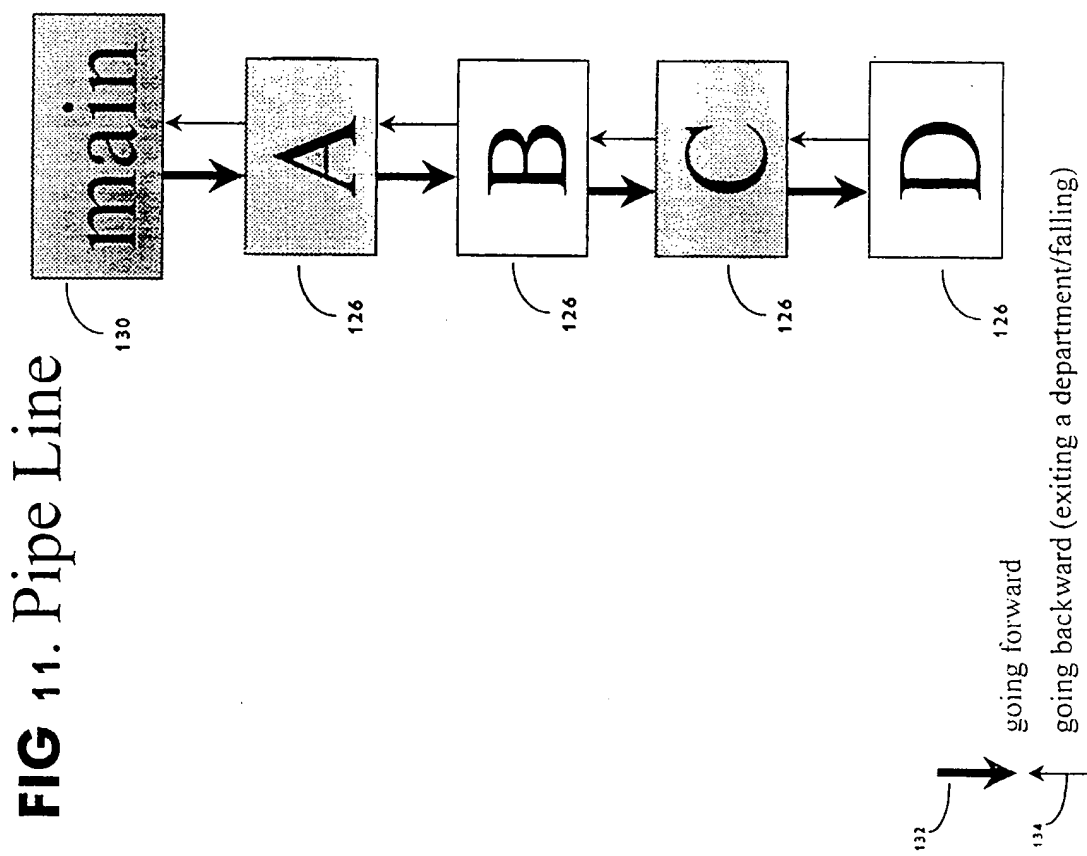 FIG 11. Pipe Line
main
130
A
126
B
126
C
126
D
126
132
going forward
134
going backward (exiting a department/falling)